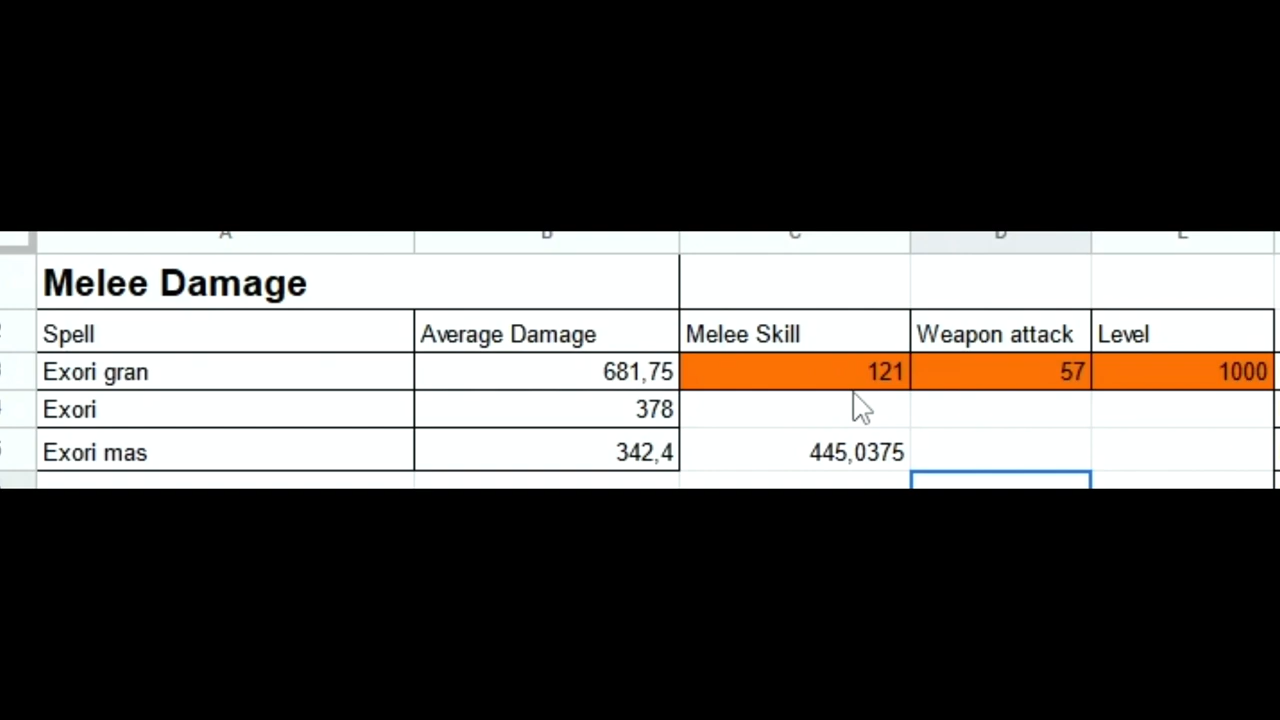 A B C D E
Melee Damage
Spell Average Damage Melee Skill Weapon attack Level
Exori gran 681,75 121 57 1000
Exori 378
Exori mas 342,4 445,0375